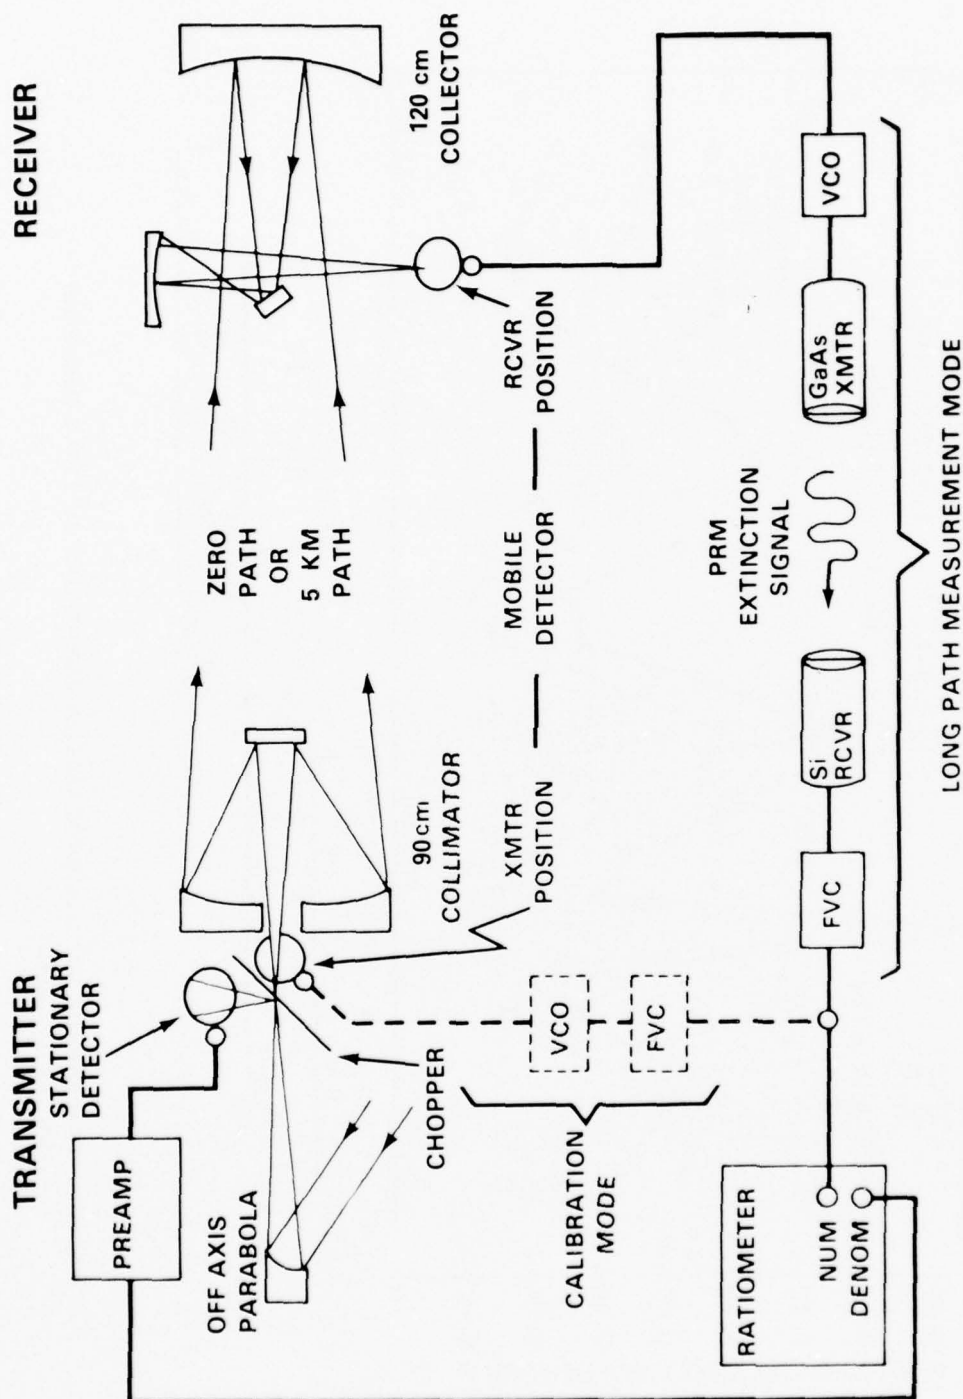 TRANSMITTER
RECEIVER
STATIONARY
DETECTOR
PREAMP
OFF AXIS
PARABOLA
CHOPPER
90cm
COLLIMATOR
ZERO
PATH
OR
5 KM
PATH
120 cm
COLLECTOR
XMTR
POSITION
MOBILE
DETECTOR
RCVR
POSITION
CALIBRATION
MODE
VCO
FVC
RATIOMETER
NUM
DENOM
FVC
Si
RCVR
PRM
EXTINCTION
SIGNAL
GaAs
XMTR
VCO
LONG PATH MEASUREMENT MODE